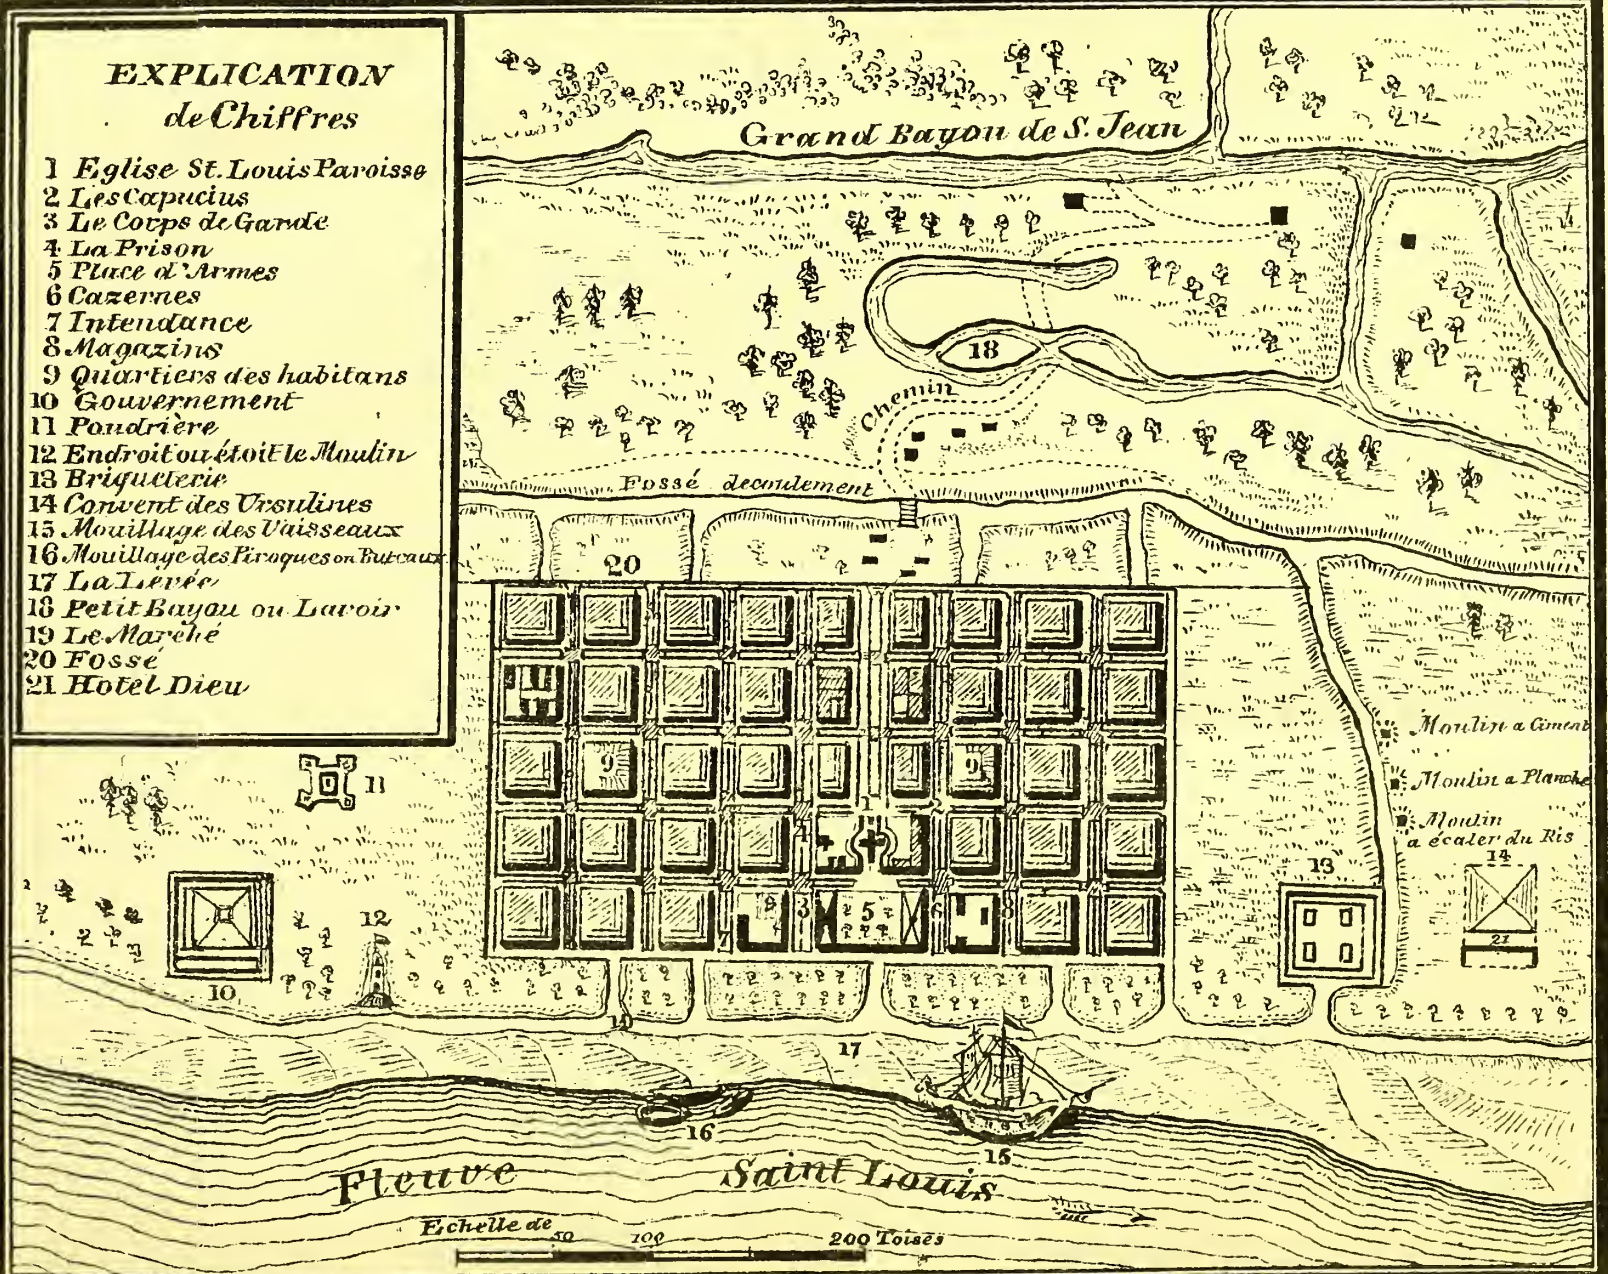 EXPLICATION
de Chiffres
1 Eglise St. Louis Paroisse
2 Les Capucius
3 Le Corps de Garde
4 La Prison
5 Place d'Armes
6 Cazernes
7 Intendance
8 Magazins
9 Quartiers des habitans
10 Gouvernement
11 Poudrière
12 Endroit ou étoit le Moulin
13 Briqueterie
14 Convent des Ursulines
15 Mouillage des Vaisseaux
16 Mouillage des Piroques ou Bateaux
17 La Levée
18 Petit Bayou ou Lavoir
19 Le Marché
20 Fossé
21 Hotel Dieu
Grand Bayou de S. Jean
18
Chemin
Fossé decoulement
20
9
9
1
2
4
3
5
6
8
8
7
11
12
10
19
17
16
15
13
14
21
Moulin a Ciment
Moulin a Planche
Moulin
a écaler du Ris
Fleuve Saint Louis
Echelle de
50 100 200 Toises